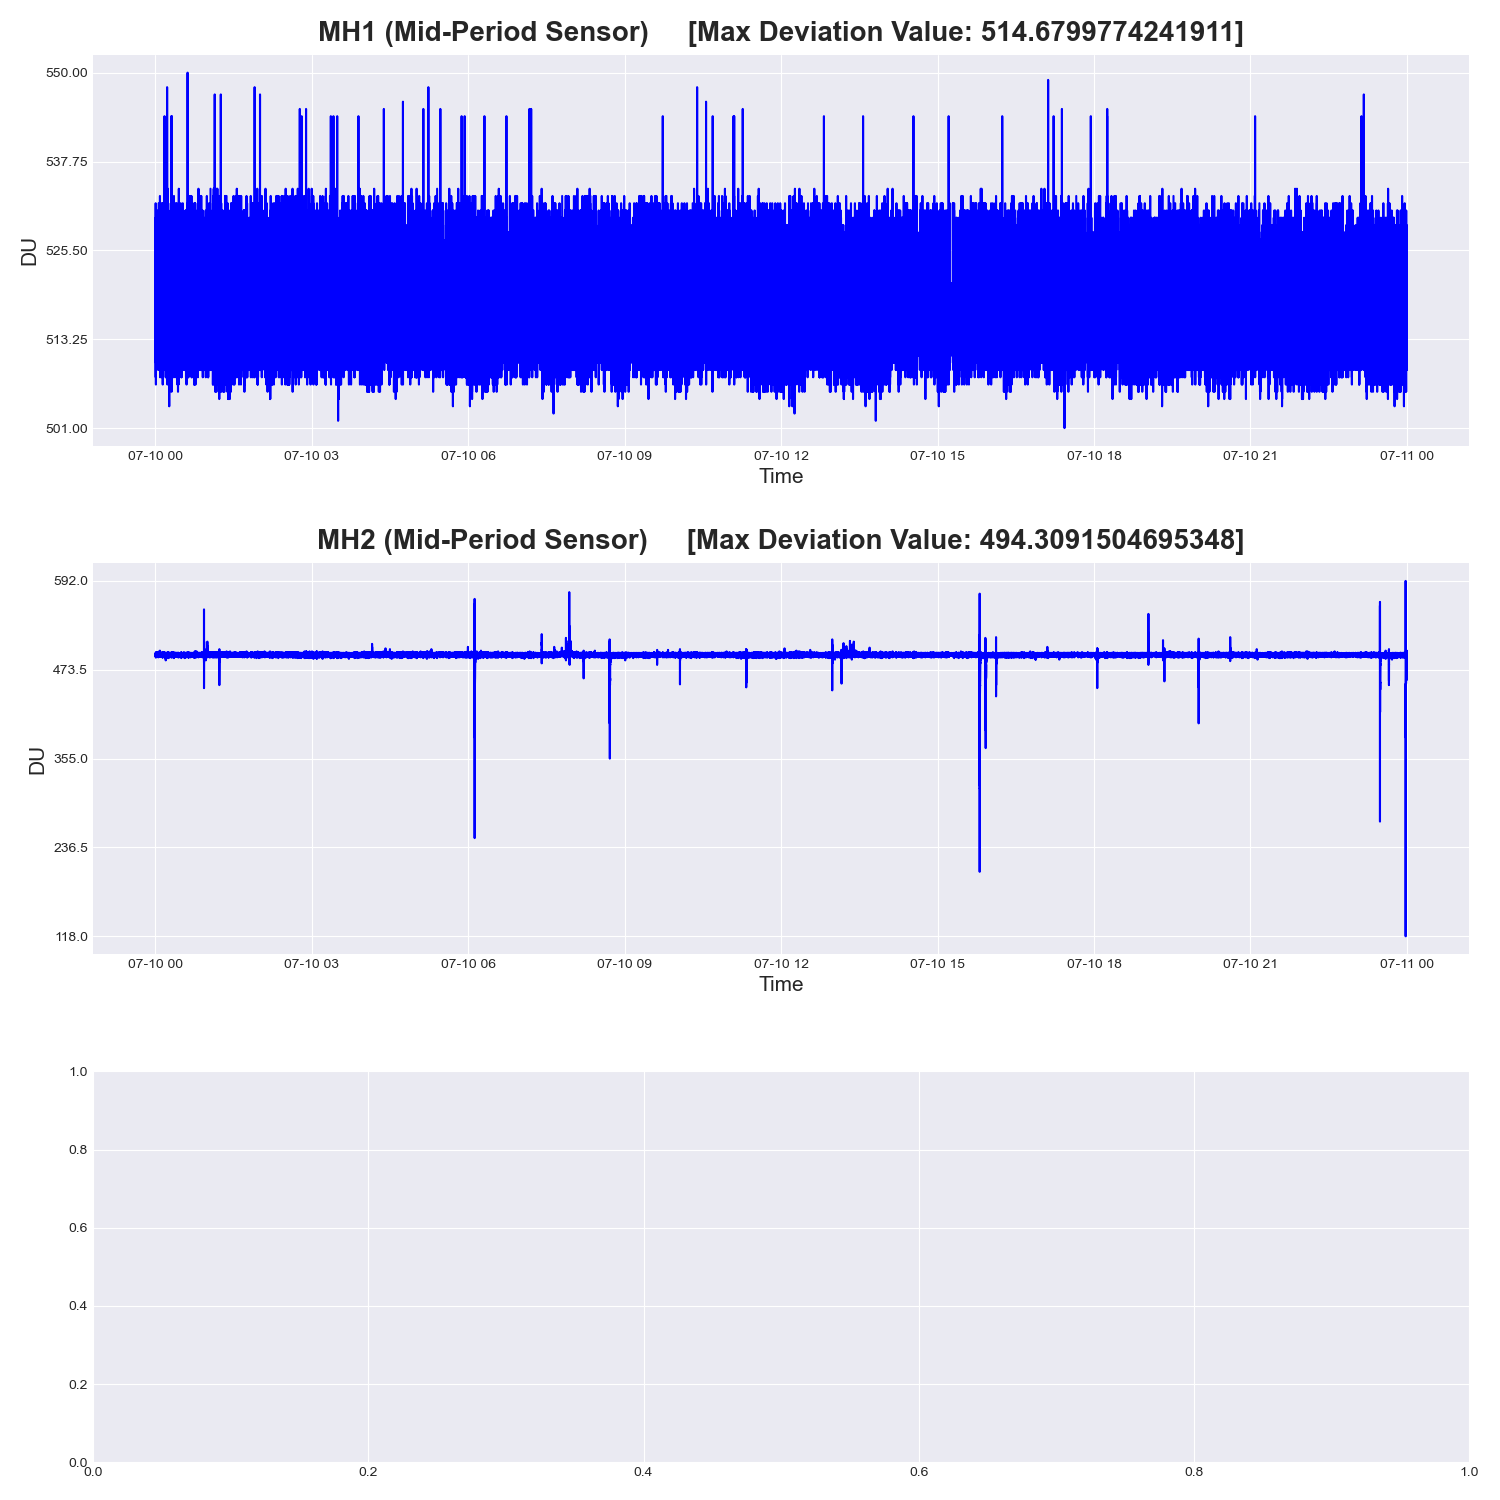 MH1 (Mid-Period Sensor) [Max Deviation Value: 514.6799774241911]
550.00
537.75
525.50
513.25
501.00
DU
07-10 00 07-10 03 07-10 06 07-10 09 07-10 12 07-10 15 07-10 18 07-10 21 07-11 00
Time
MH2 (Mid-Period Sensor) [Max Deviation Value: 494.3091504695348]
592.0
473.5
355.0
236.5
118.0
DU
07-10 00 07-10 03 07-10 06 07-10 09 07-10 12 07-10 15 07-10 18 07-10 21 07-11 00
Time
1.0
0.8
0.6
0.4
0.2
0.0
0.0 0.2 0.4 0.6 0.8 1.0